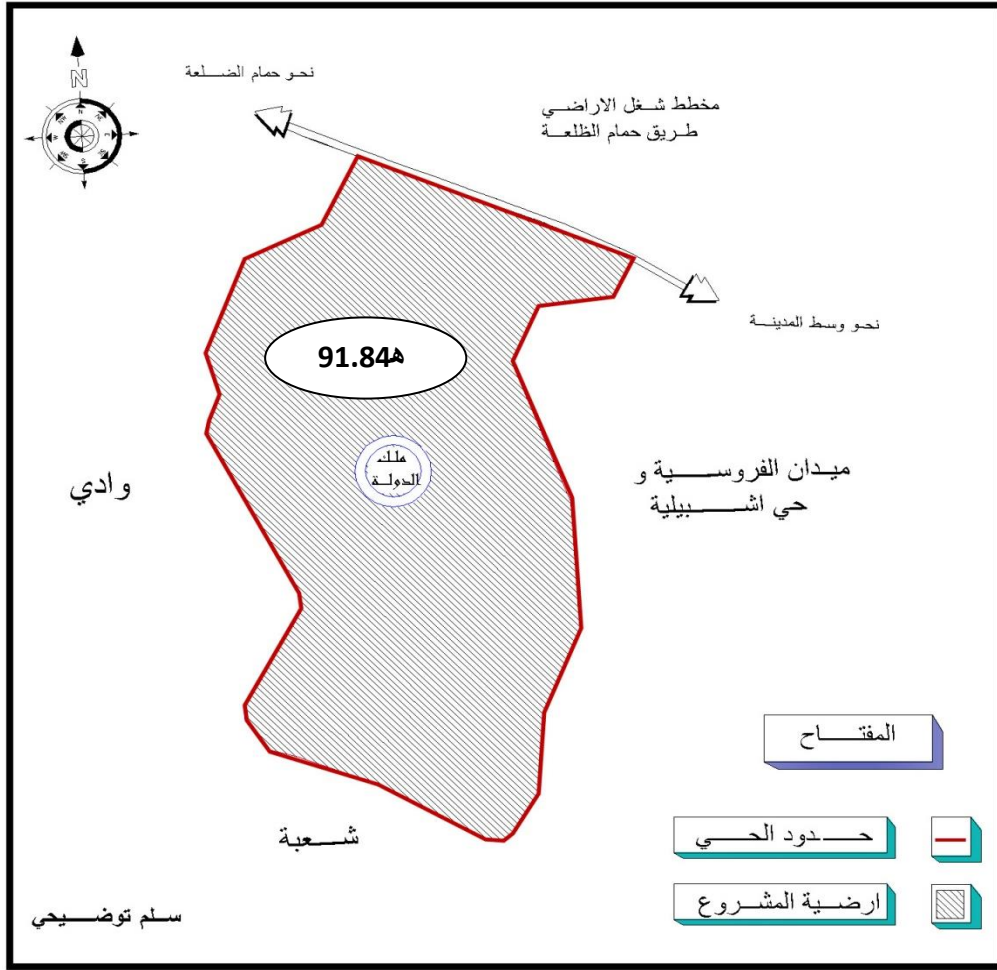 نحو حمام الضلعة
مخطط شغل الاراضي
طريق حمام الظلعة
N
نحو وسط المدينة
91.84ه
ملك
الدولة
ميدان الفروسية و
حي اشبيلية
وادي
المفتاح
شعبة
حدود الحي
ارضية المشروع
سلم توضيحي